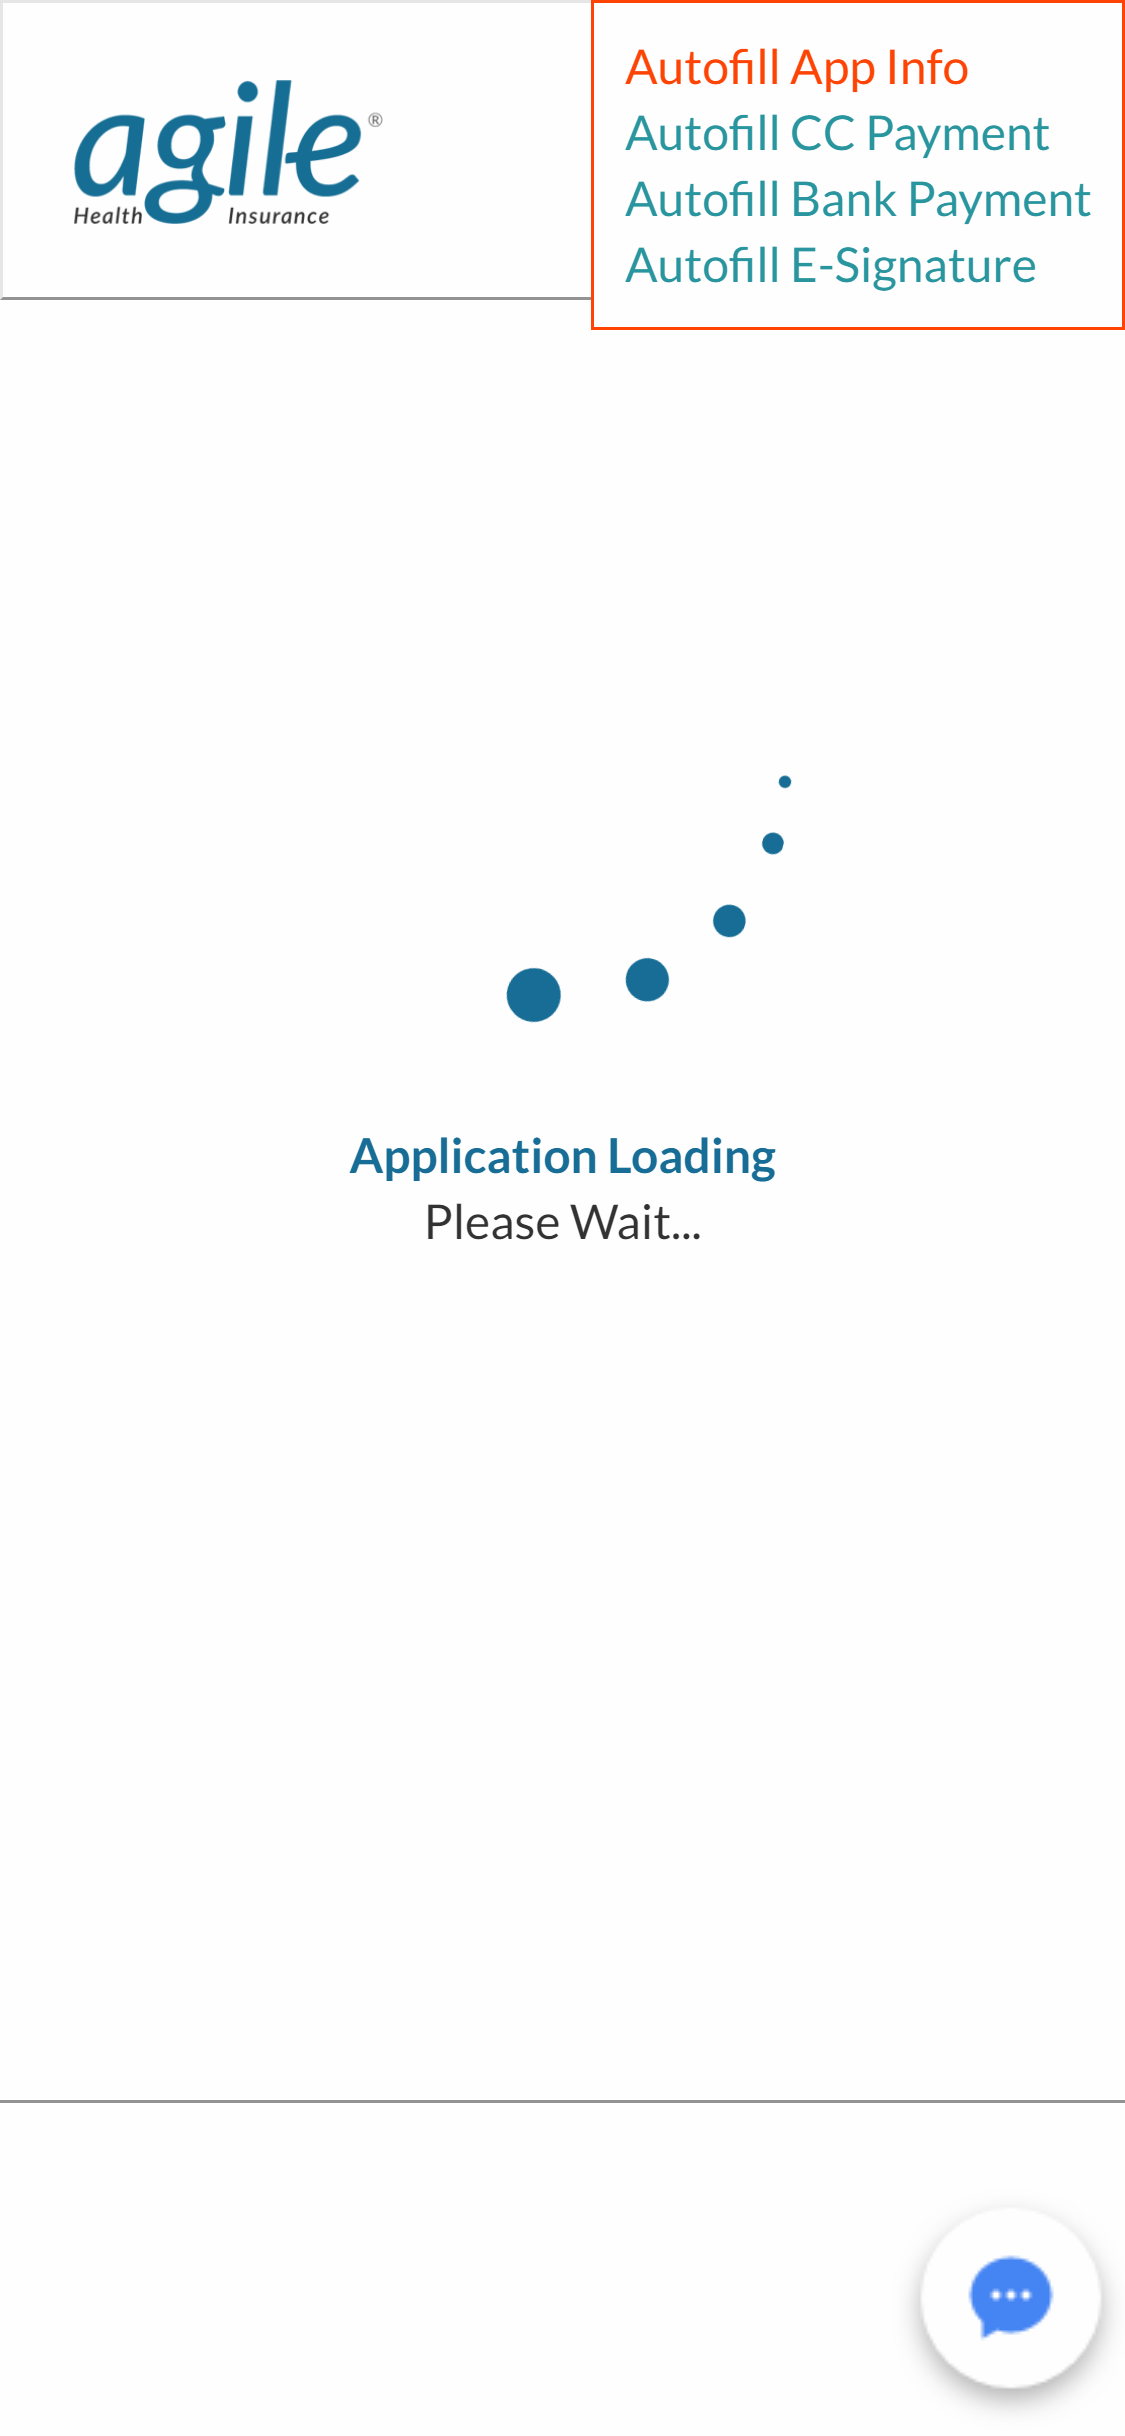 agile®
Health Insurance
Autofill App Info
Autofill CC Payment
Autofill Bank Payment
Autofill E-Signature
Application Loading
Please Wait...